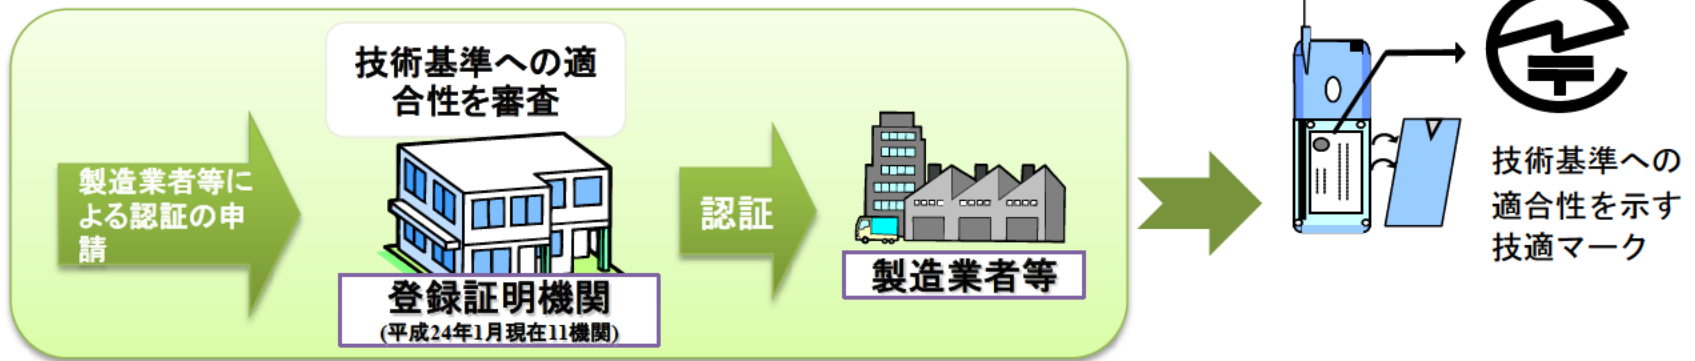 製造業者等に
よる認証の申
請
技術基準への適
合性を審査
登録証明機関
(平成24年1月現在11機関)
認証
製造業者等
技術基準への
適合性を示す
技適マーク